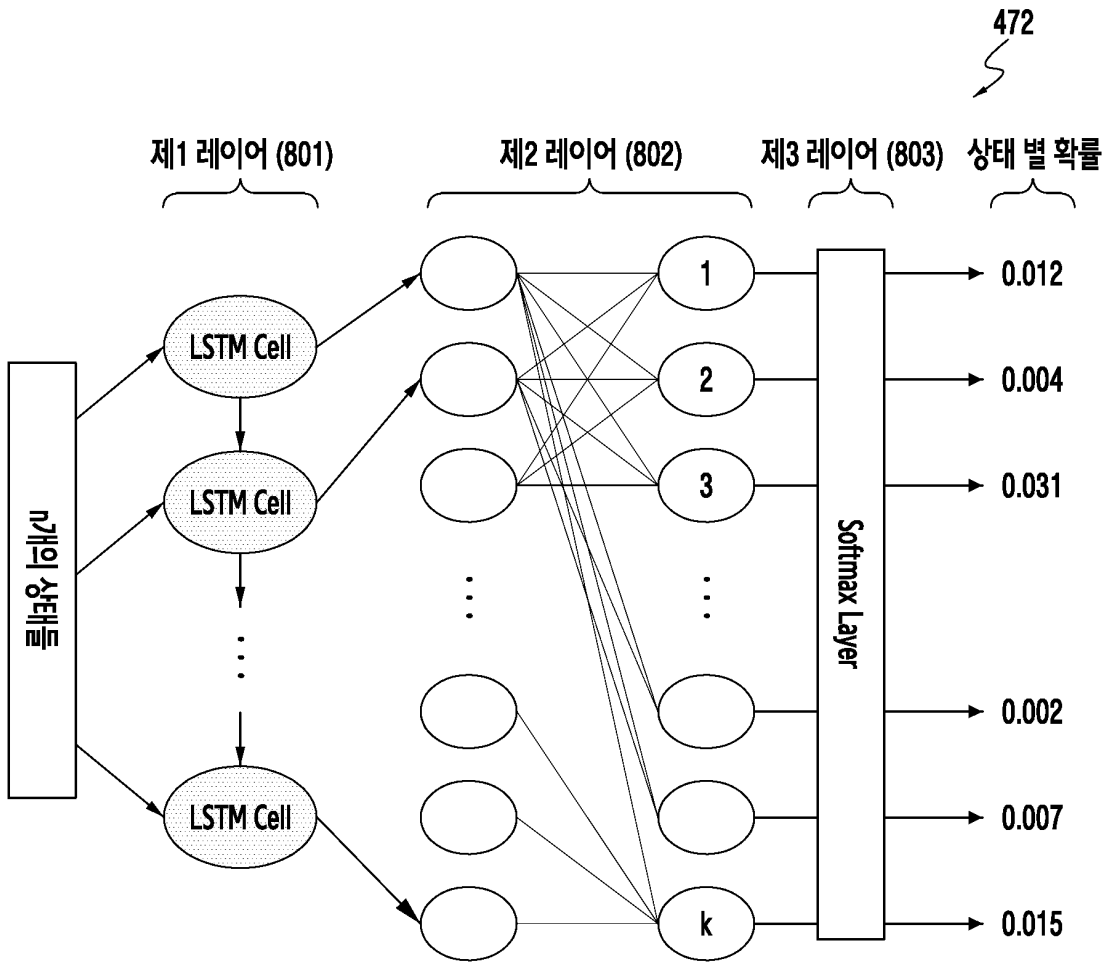 472
제1 레이어 (801)
제2 레이어 (802)
제3 레이어 (803)
상태 별 확률
n개의 상태들
LSTM Cell
LSTM Cell
...
LSTM Cell
...
1
2
3
...
k
Softmax Layer
0.012
0.004
0.031
0.002
0.007
0.015